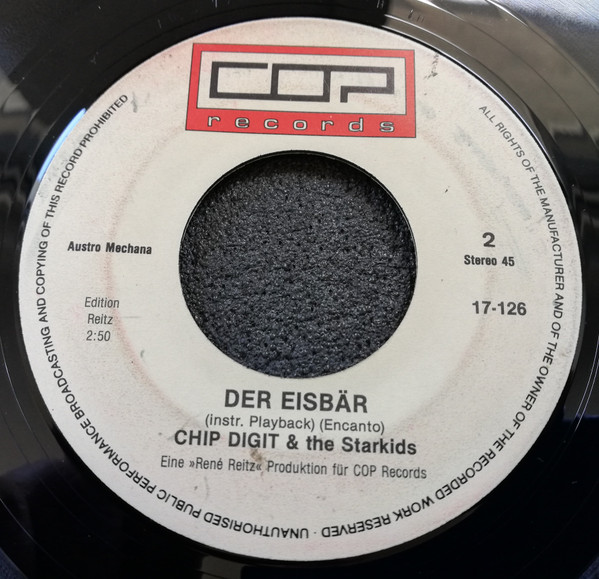 COP
records
ALL RIGHTS OF THE MANUFACTURER AND OF THE OWNER OF THE RECORDED WORK RESERVED · UNAUTHORISED PUBLIC PERFORMANCE BROADCASTING AND COPYING OF THIS RECORD PROHIBITED
Austro Mechana
2
Stereo 45
Edition
Reitz
2:50
17-126
DER EISBÄR
(instr. Playback) (Encanto)
CHIP DIGIT & the Starkids
Eine »René Reitz« Produktion für COP Records